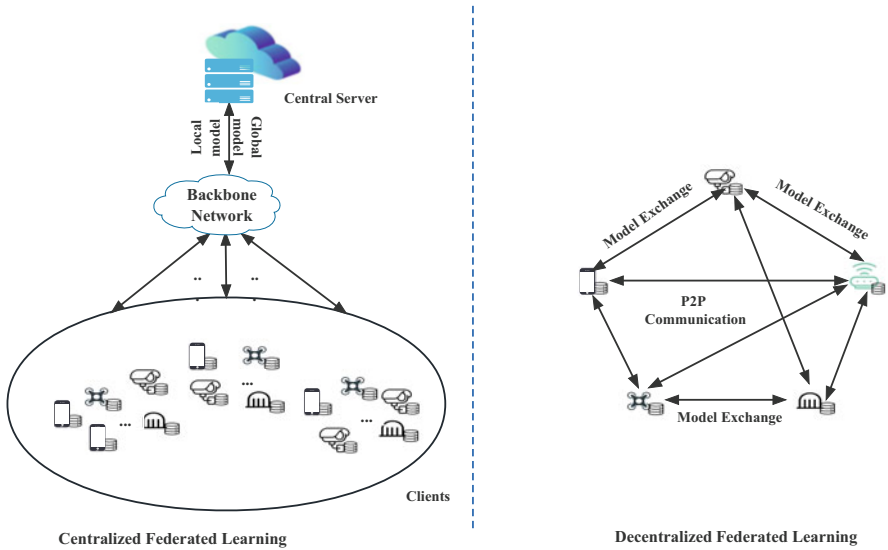 Central Server
Local
model
model
Global
Backbone
Network
..
..
...
...
...
Clients
Centralized Federated Learning
Model Exchange
Model Exchange
P2P
Communication
Model Exchange
Decentralized Federated Learning